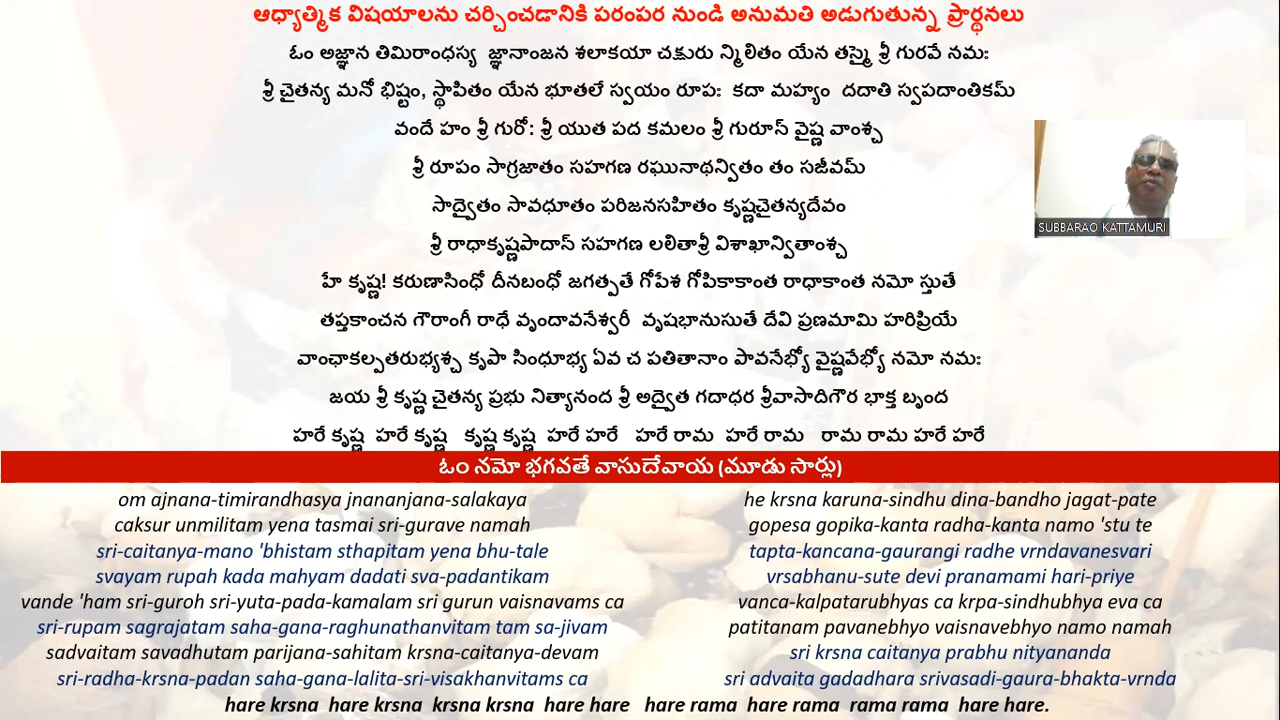 ఆధ్యాత్మిక విషయాలను చర్చించడానికి పరంపర నుండి అనుమతి అడుగుతున్న ప్రార్థనలు
ఓం అజ్ఞాన తిమిరాంధస్య జ్ఞానాంజన శలాకయా చక్షురు న్మిలితం యేన తస్మై శ్రీ గురవే నమః
శ్రీ చైతన్య మనో భిష్టం, స్థాపితం యేన భూతలే స్వయం రూపః కదా మహ్యం దదాతి స్వపదాంతికమ్
వందే హం శ్రీ గురో: శ్రీ యుత పద కమలం శ్రీ గురూస్ వైష్ణ వాంశ్చ
శ్రీ రూపం సాగ్రజాతం సహగణ రఘునాథన్వితం తం సజీవమ్
సాద్వైతం సావధూతం పరిజనసహితం కృష్ణచైతన్యదేవం
శ్రీ రాధాకృష్ణపాదాస్ సహగణ లలితాశ్రీ విశాఖాన్వితాంశ్చ
హే కృష్ణ! కరుణాసింధో దీనబంధో జగత్పతే గోపేశ గోపికాకాంత రాధాకాంత నమో స్తుతే
తప్తకాంచన గౌరాంగీ రాధే వృందావనేశ్వరీ వృషభానుసుతే దేవి ప్రణమామి హరిప్రియే
వాంఛాకల్పతరుభ్యశ్చ కృపా సింధూభ్య ఏవ చ పతితానాం పావనేభ్యో వైష్ణవేభ్యో నమో నమః
జయ శ్రీ కృష్ణ చైతన్య ప్రభు నిత్యానంద శ్రీ అద్వైత గదాధర శ్రీవాసాదిగౌర భాక్త బృంద
హరే కృష్ణ హరే కృష్ణ కృష్ణ కృష్ణ హరే హరే హరే రామ హరే రామ రామ రామ హరే హరే
SUBBARAO KATTAMURI
ఓం నమో భగవతే వాసుదేవాయ (మూడు సార్లు)
om ajnana-timirandhasya jnananjana-salakaya
caksur unmilitam yena tasmai sri-gurave namah
sri-caitanya-mano 'bhistam sthapitam yena bhu-tale
svayam rupah kada mahyam dadati sva-padantikam
vande 'ham sri-guroh sri-yuta-pada-kamalam sri gurun vaisnavams ca
sri-rupam sagrajatam saha-gana-raghunathanvitam tam sa-jivam
sadvaitam savadhutam parijana-sahitam krsna-caitanya-devam
sri-radha-krsna-padan saha-gana-lalita-sri-visakhanvitams ca
he krsna karuna-sindhu dina-bandho jagat-pate
gopesa gopika-kanta radha-kanta namo 'stu te
tapta-kancana-gaurangi radhe vrndavanesvari
vrsabhanu-sute devi pranamami hari-priye
vanca-kalpatarubhyas ca krpa-sindhubhya eva ca
patitanam pavanebhyo vaisnavebhyo namo namah
sri krsna caitanya prabhu nityananda
sri advaita gadadhara srivasadi-gaura-bhakta-vrnda
hare krsna hare krsna krsna krsna hare hare hare rama hare rama rama rama hare hare.